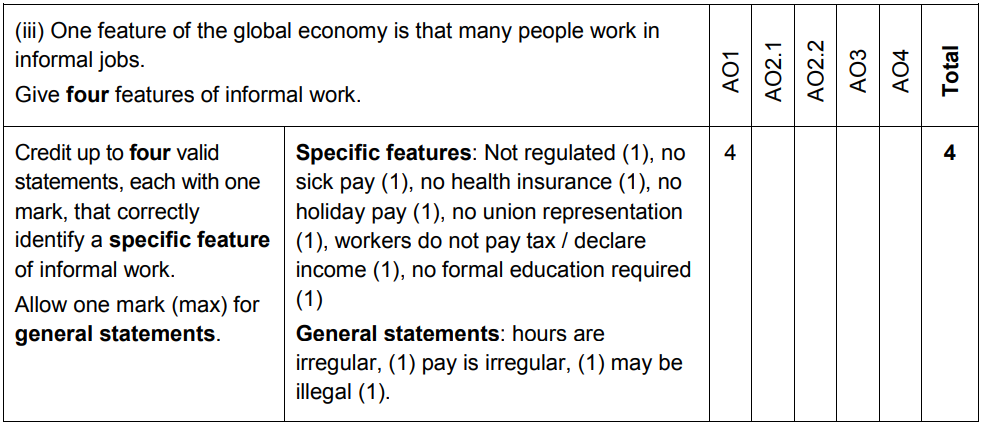 (iii) One feature of the global economy is that many people work in
informal jobs.
Give four features of informal work.
AO1
AO2.1
AO2.2
AO3
AO4
Total
Credit up to four valid
statements, each with one
mark, that correctly
identify a specific feature
of informal work.
Allow one mark (max) for
general statements.
Specific features: Not regulated (1), no
sick pay (1), no health insurance (1), no
holiday pay (1), no union representation
(1), workers do not pay tax / declare
income (1), no formal education required
(1)
General statements: hours are
irregular, (1) pay is irregular, (1) may be
illegal (1).
4
4